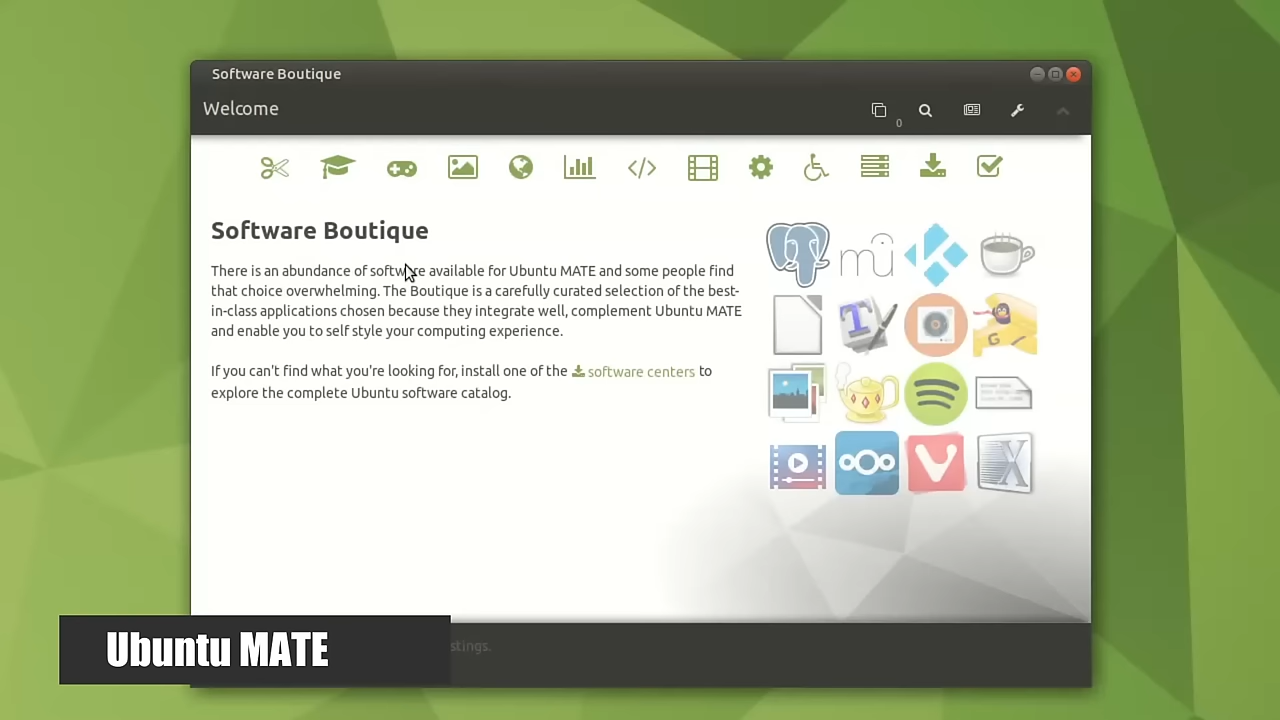 Software Boutique
Welcome
0
Software Boutique
There is an abundance of software available for Ubuntu MATE and some people find
that choice overwhelming. The Boutique is a carefully curated selection of the best-
in-class applications chosen because they integrate well, complement Ubuntu MATE
and enable you to self style your computing experience.
If you can't find what you're looking for, install one of the software centers to
explore the complete Ubuntu software catalog.
stings.
Ubuntu MATE